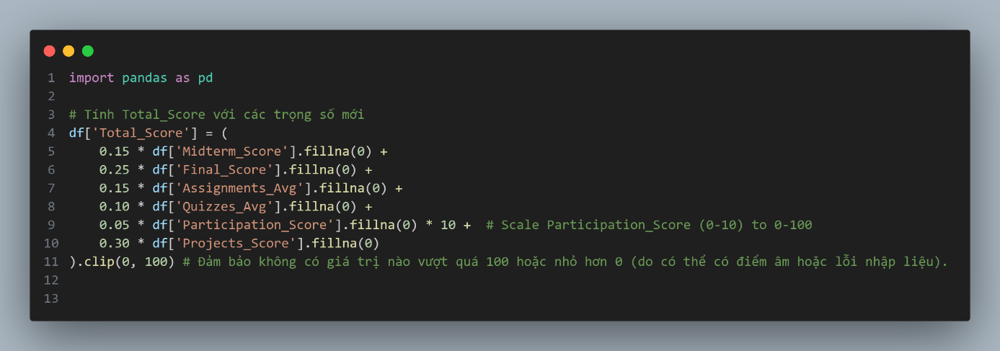 1 import pandas as pd
2
3 # Tính Total_Score với các trọng số mới
4 df['Total_Score'] = (
5     0.15 * df['Midterm_Score'].fillna(0) +
6     0.25 * df['Final_Score'].fillna(0) +
7     0.15 * df['Assignments_Avg'].fillna(0) +
8     0.10 * df['Quizzes_Avg'].fillna(0) +
9     0.05 * df['Participation_Score'].fillna(0) * 10 +  # Scale Participation_Score (0-10) to 0-100
10     0.30 * df['Projects_Score'].fillna(0)
11 ).clip(0, 100) # Đảm bảo không có giá trị nào vượt quá 100 hoặc nhỏ hơn 0 (do có thể có điểm âm hoặc lỗi nhập liệu).
12
13